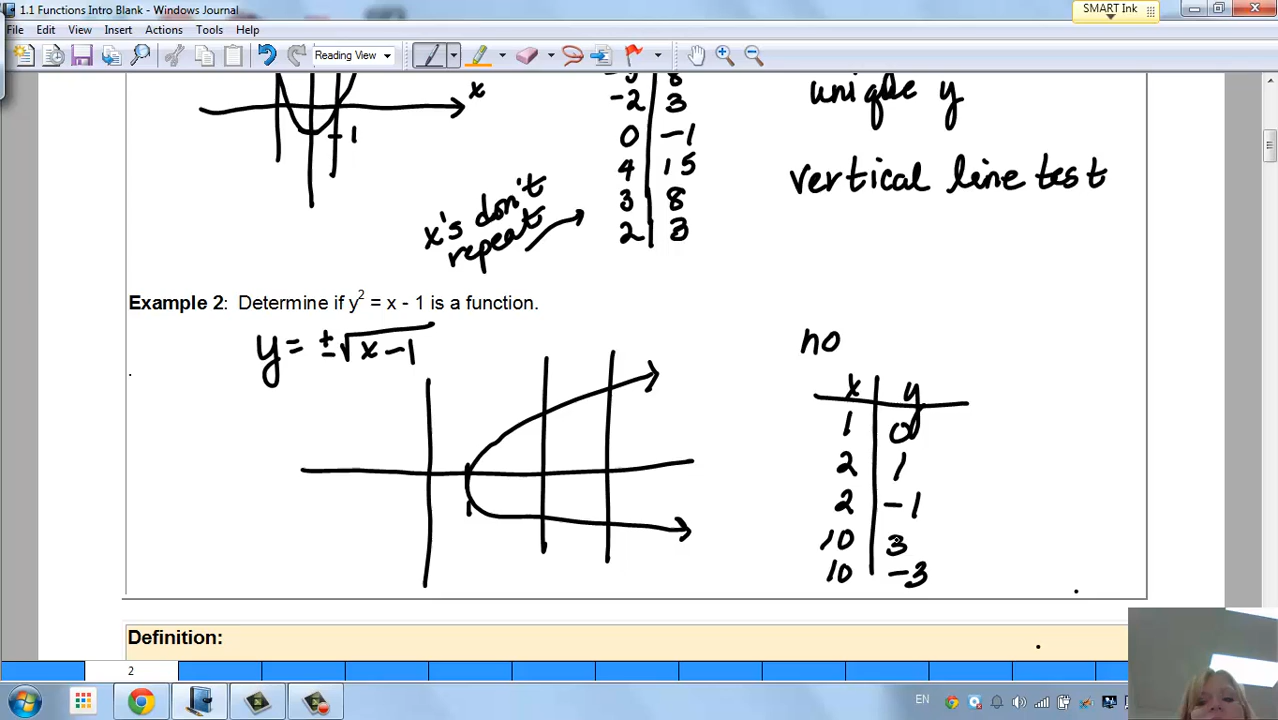 1.1 Functions Intro Blank - Windows Journal
SMART Ink
File Edit View Insert Actions Tools Help
Reading View
x
-1
8
-2 3
0 -1
4 15
3 8
2 3
x's don't
repeat
unique y
vertical line test
Example 2: Determine if y² = x - 1 is a function.
y = ±√x-1
1
no
x y
1 0
2 1
2 -1
10 3
10 -3
Definition:
2
EN